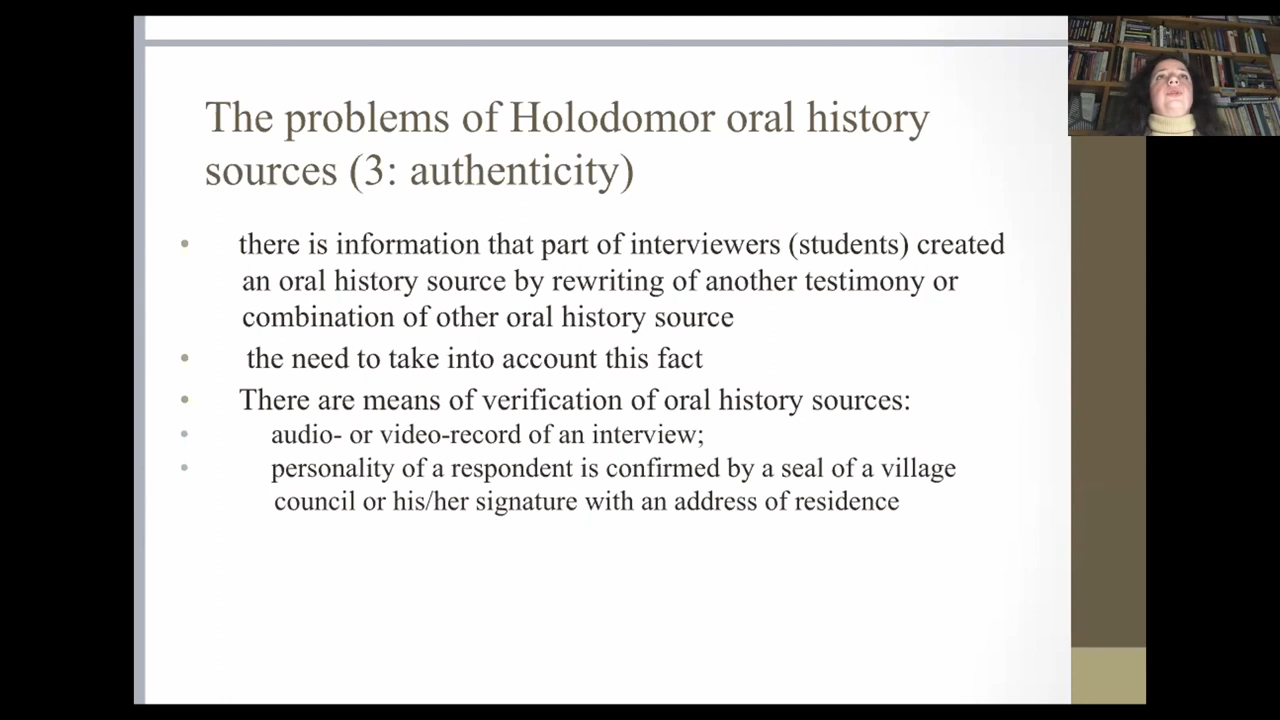 The problems of Holodomor oral history
sources (3: authenticity)
• there is information that part of interviewers (students) created
an oral history source by rewriting of another testimony or
combination of other oral history source
• the need to take into account this fact
• There are means of verification of oral history sources:
• audio- or video-record of an interview;
• personality of a respondent is confirmed by a seal of a village
council or his/her signature with an address of residence